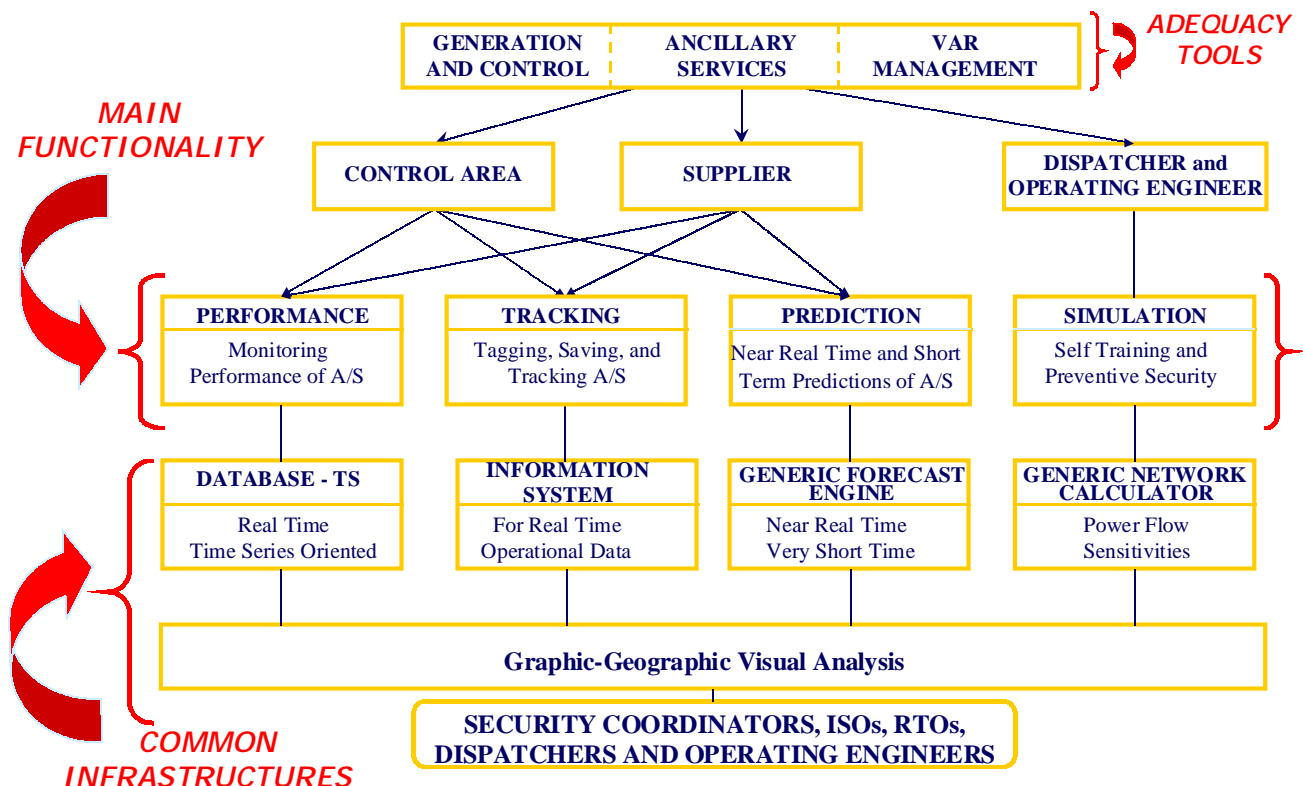 GENERATION
AND CONTROL
ANCILLARY
SERVICES
VAR
MANAGEMENT
ADEQUACY
TOOLS
MAIN
FUNCTIONALITY
CONTROL AREA
SUPPLIER
DISPATCHER and
OPERATING ENGINEER
PERFORMANCE
Monitoring
Performance of A/S
TRACKING
Tagging, Saving, and
Tracking A/S
PREDICTION
Near Real Time and Short
Term Predictions of A/S
SIMULATION
Self Training and
Preventive Security
DATABASE - TS
Real Time
Time Series Oriented
INFORMATION
SYSTEM
For Real Time
Operational Data
GENERIC FORECAST
ENGINE
Near Real Time
Very Short Time
GENERIC NETWORK
CALCULATOR
Power Flow
Sensitivities
Graphic-Geographic Visual Analysis
SECURITY COORDINATORS, ISOs, RTOs,
DISPATCHERS AND OPERATING ENGINEERS
COMMON
INFRASTRUCTURES